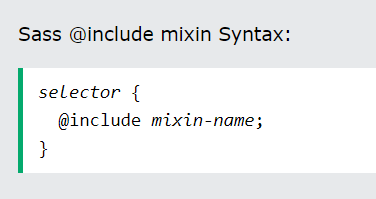 Sass @include mixin Syntax:
selector {
  @include mixin-name;
}